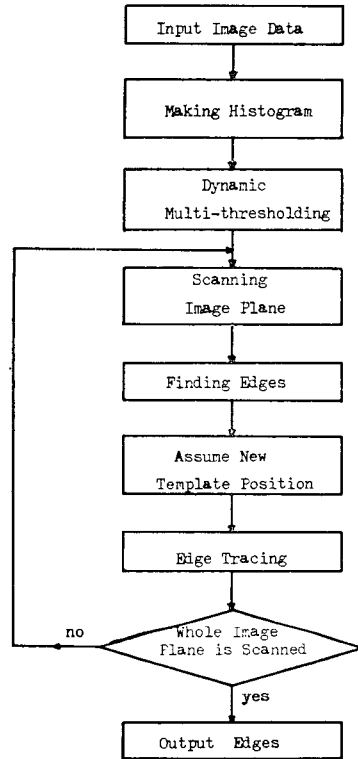 Input Image Data
Making Histogram
Dynamic
Multi-thresholding
Scanning
Image Plane
Finding Edges
Assume New
Template Position
Edge Tracing
Whole Image
Plane is Scanned
no
yes
Output Edges